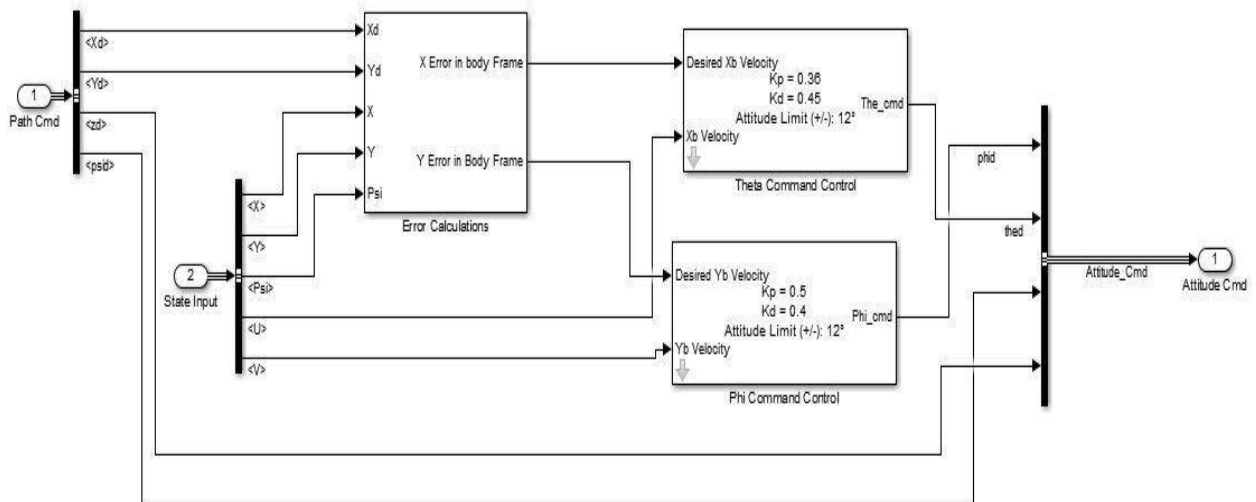 1
Path Cmd
<Xd>
<Yd>
<zd>
<psid>
2
State Input
<X>
<Y>
<Psi>
<U>
<V>
Xd
Yd
X
Y
Psi
X Error in body Frame
Y Error in Body Frame
Error Calculations
Desired Xb Velocity
Kp = 0.36
Kd = 0.45
Attitude Limit (+/-): 12°
Xb Velocity
The_cmd
Theta Command Control
Desired Yb Velocity
Kp = 0.5
Kd = 0.4
Attitude Limit (+/-): 12°
Yb Velocity
Phi_cmd
Phi Command Control
phid
thed
Attitude_Cmd
1
Attitude Cmd